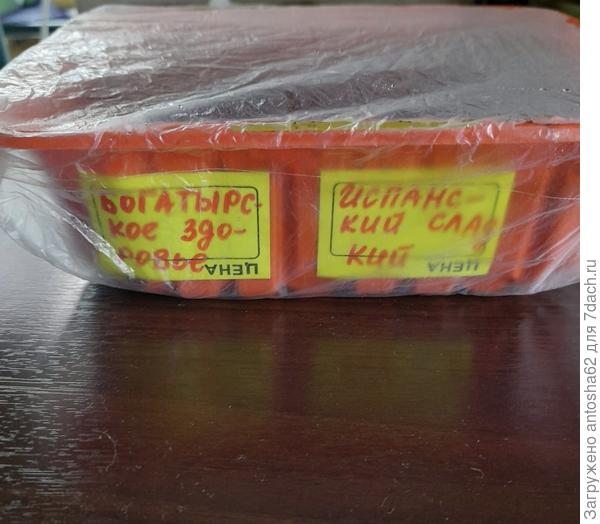 БОГАТЫРС-
КОЕ ЗДО-
РОВЬЕ
ЦЕНА
ИСПАНС-
КИЙ СЛАД
КИЙ
ЦЕНА
Загружено antosha62 для 7dach.ru